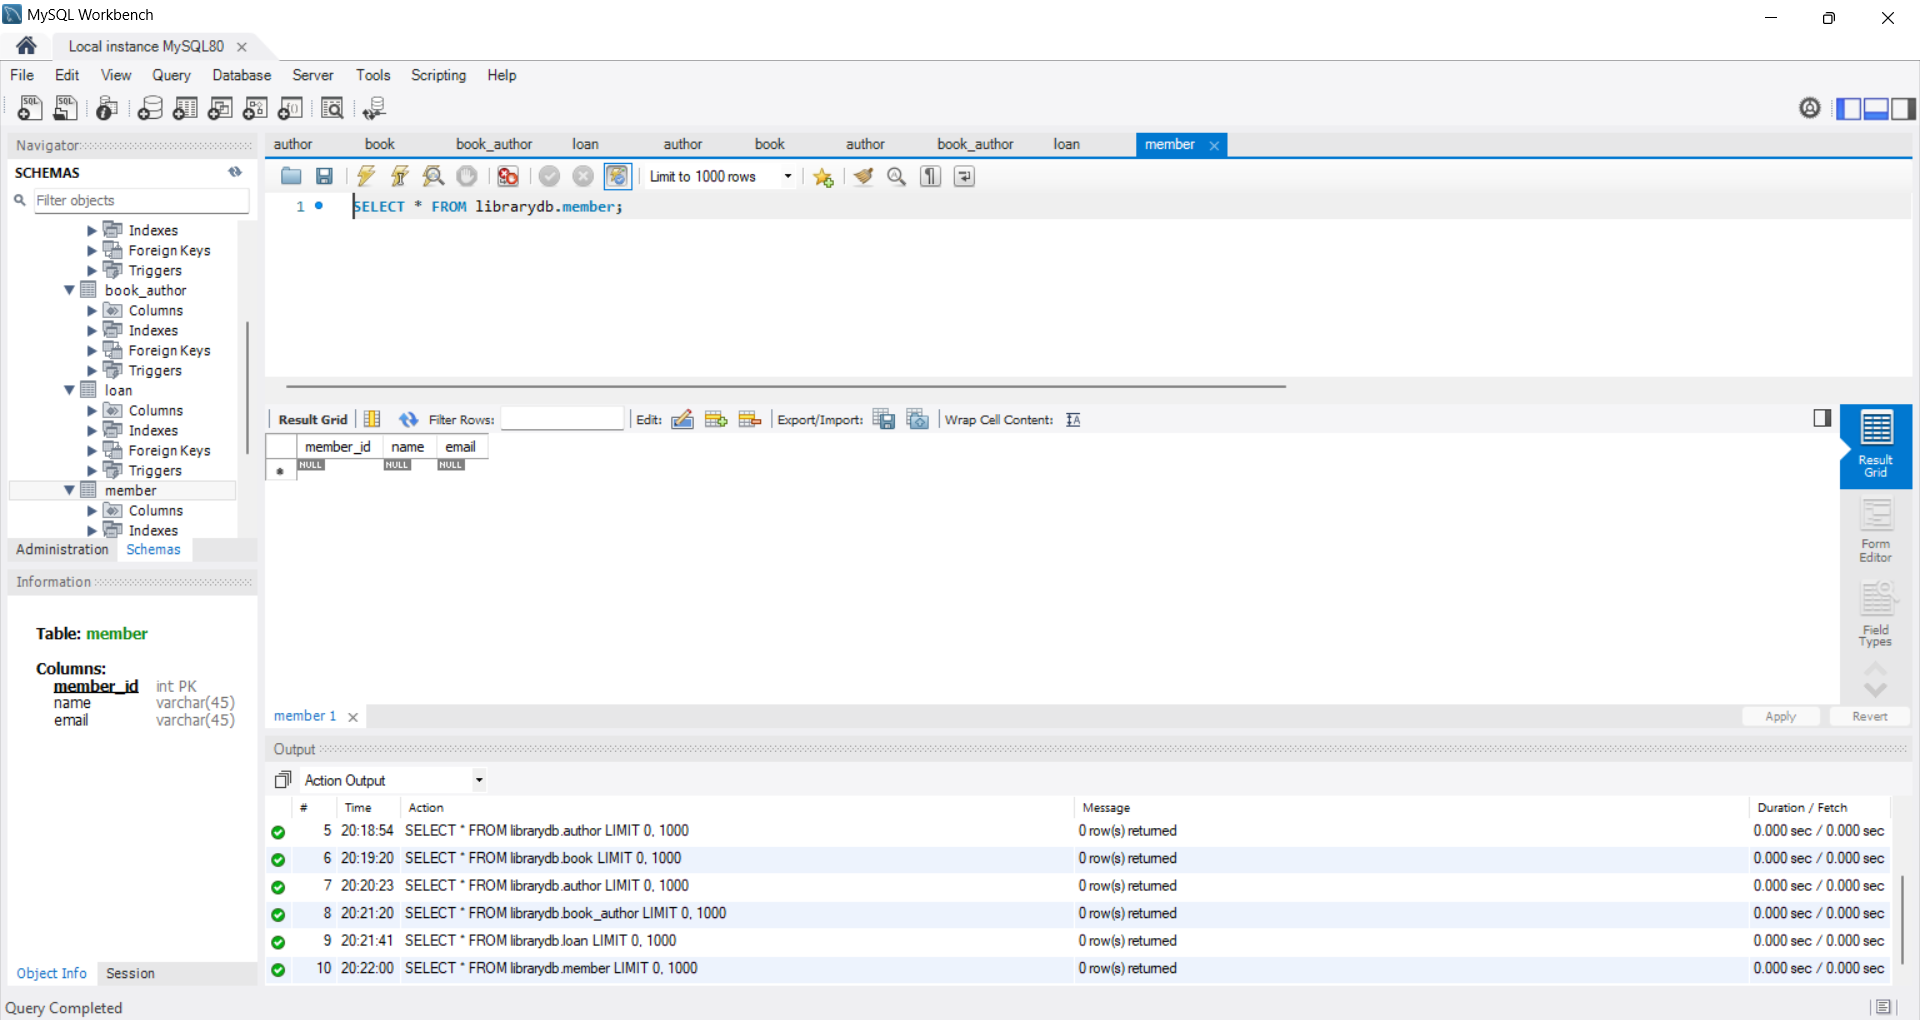 MySQL Workbench
Local instance MySQL80
File Edit View Query Database Server Tools Scripting Help
Navigator
SCHEMAS
Filter objects
Indexes
Foreign Keys
Triggers
book_author
Columns
Indexes
Foreign Keys
Triggers
loan
Columns
Indexes
Foreign Keys
Triggers
member
Columns
Indexes
Administration Schemas
Information
Table: member
Columns:
member_id int PK
name varchar(45)
email varchar(45)
Object Info Session
author book book_author loan author book author book_author loan member
Limit to 1000 rows
1 SELECT * FROM librarydb.member;
Result Grid Filter Rows: Edit: Export/Import: Wrap Cell Content:
member_id name email
NULL NULL NULL
Result
Grid
Form
Editor
Field
Types
member 1
Apply Revert
Output
Action Output
# Time Action Message Duration / Fetch
5 20:18:54 SELECT * FROM librarydb.author LIMIT 0, 1000 0 row(s) returned 0.000 sec / 0.000 sec
6 20:19:20 SELECT * FROM librarydb.book LIMIT 0, 1000 0 row(s) returned 0.000 sec / 0.000 sec
7 20:20:23 SELECT * FROM librarydb.author LIMIT 0, 1000 0 row(s) returned 0.000 sec / 0.000 sec
8 20:21:20 SELECT * FROM librarydb.book_author LIMIT 0, 1000 0 row(s) returned 0.000 sec / 0.000 sec
9 20:21:41 SELECT * FROM librarydb.loan LIMIT 0, 1000 0 row(s) returned 0.000 sec / 0.000 sec
10 20:22:00 SELECT * FROM librarydb.member LIMIT 0, 1000 0 row(s) returned 0.000 sec / 0.000 sec
Query Completed